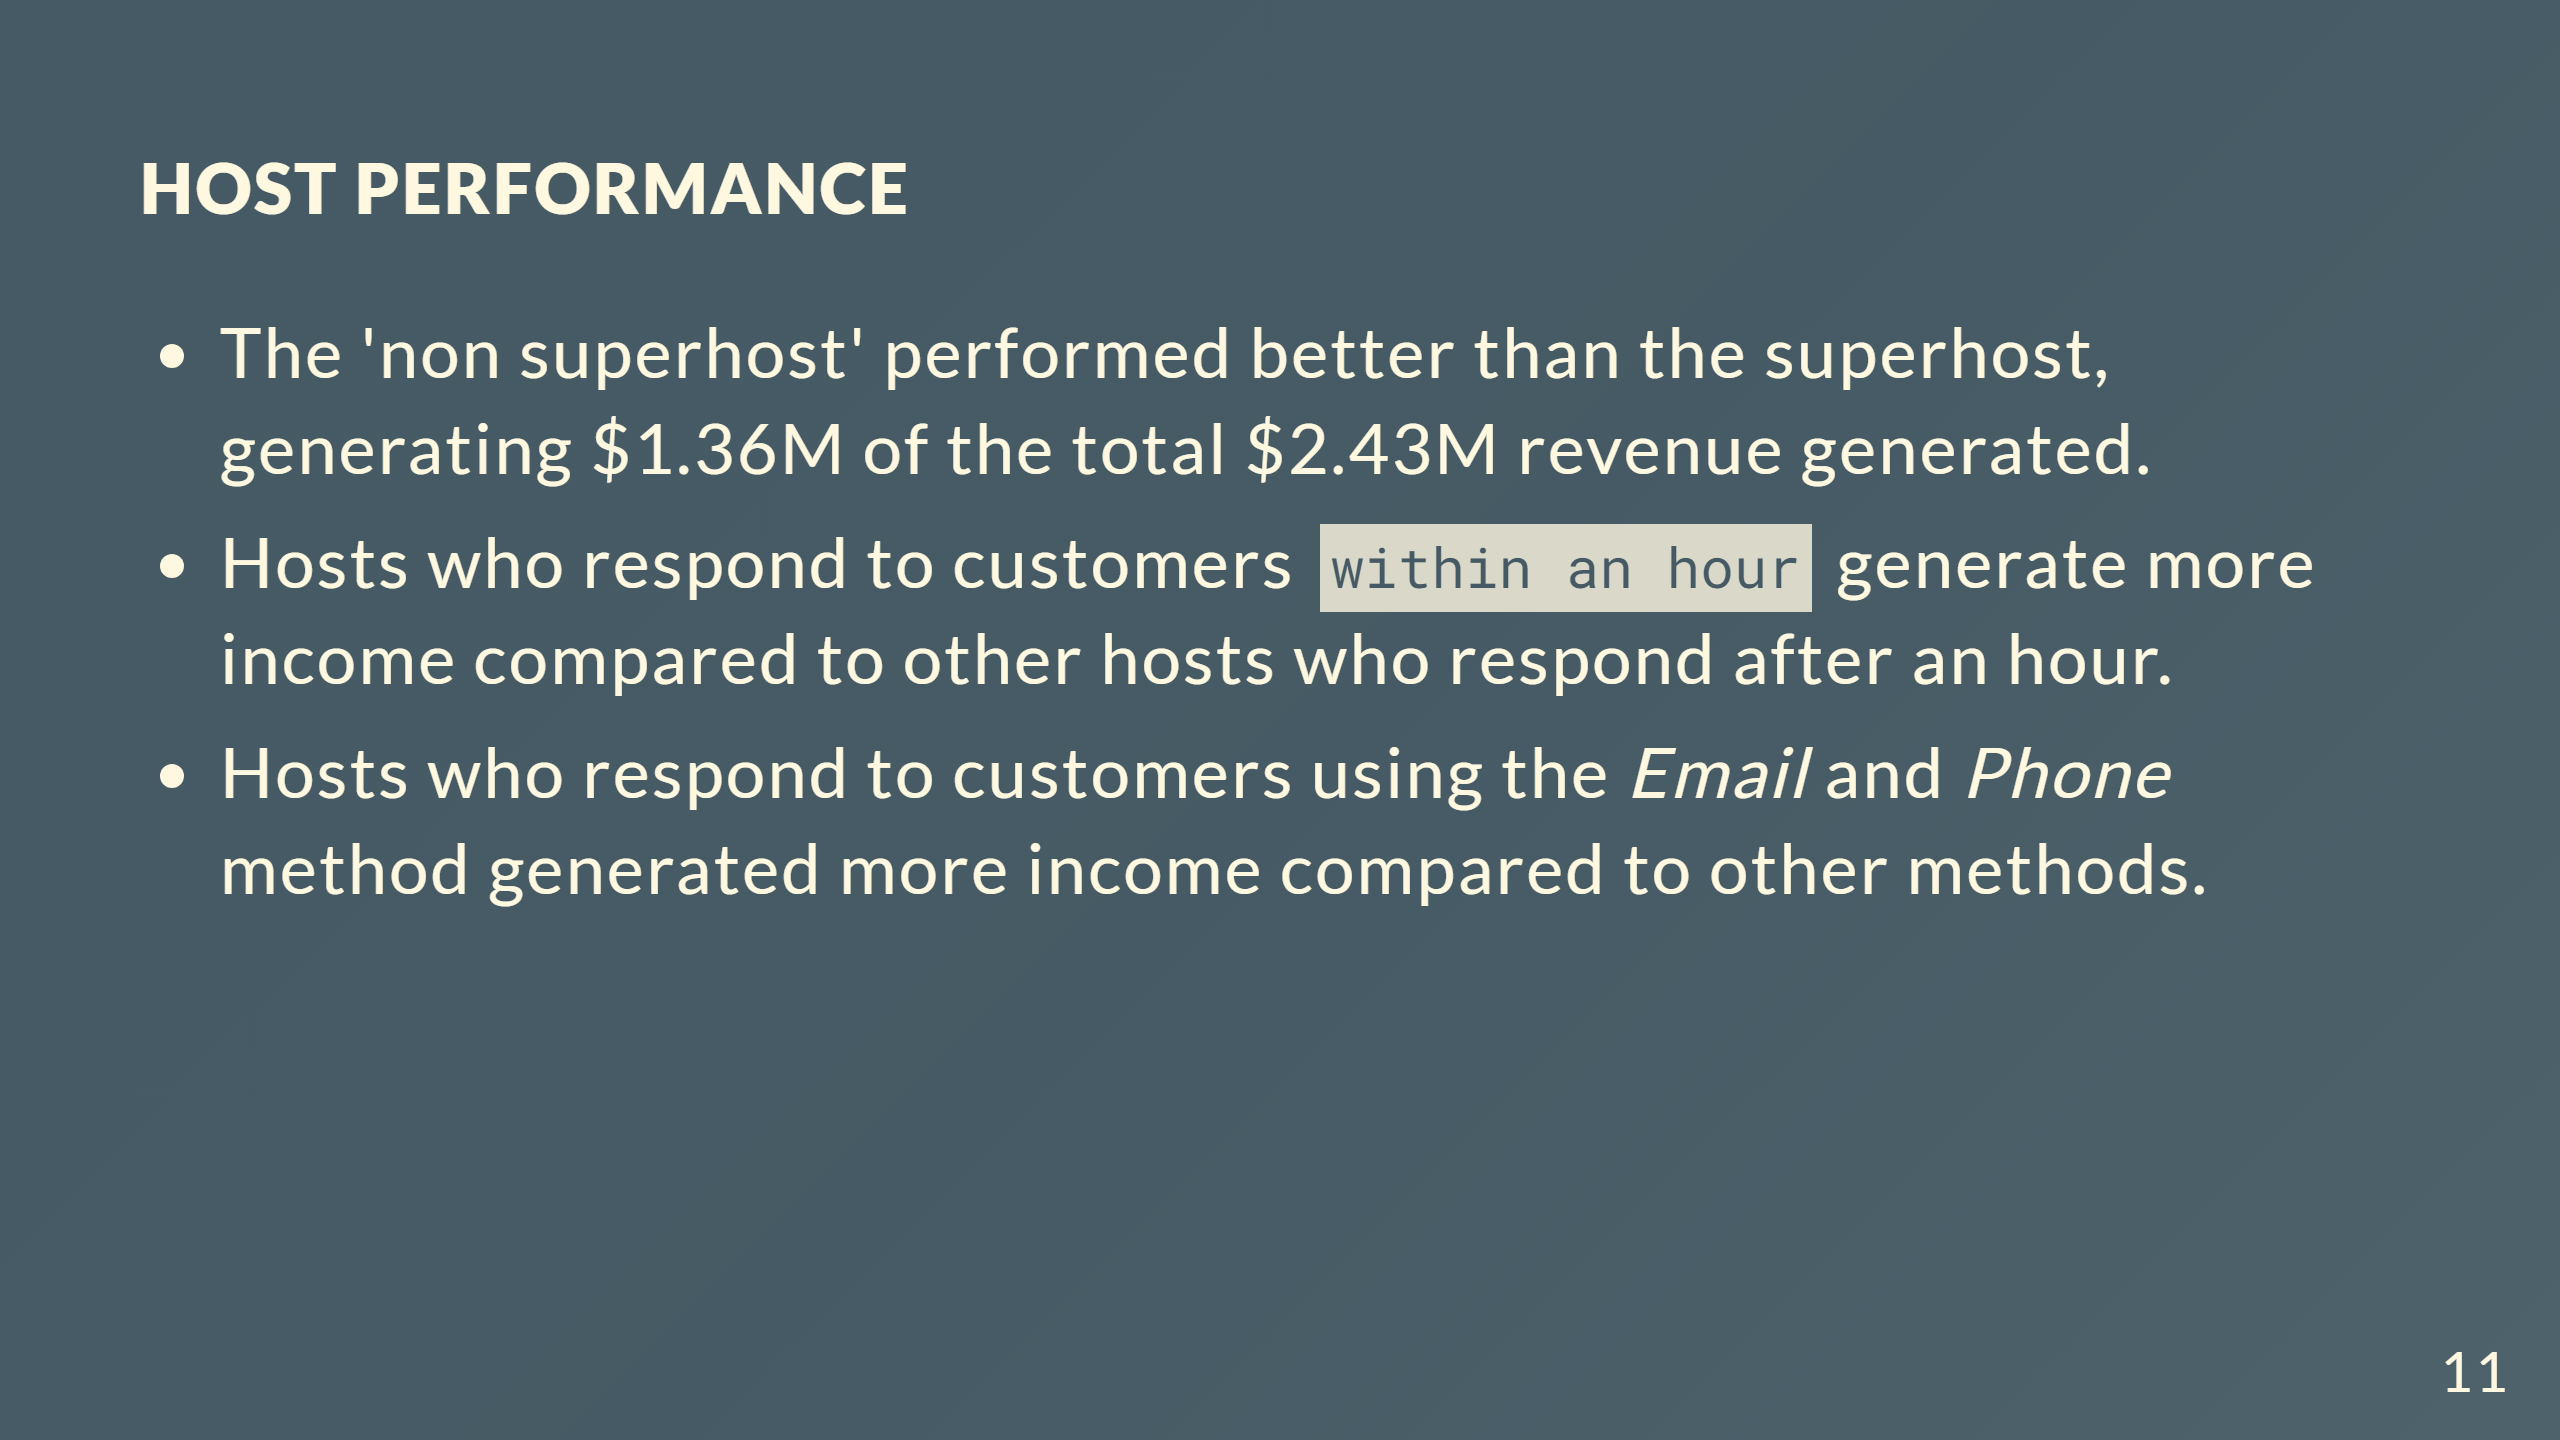 HOST PERFORMANCE
• The 'non superhost' performed better than the superhost,
generating $1.36M of the total $2.43M revenue generated.
• Hosts who respond to customers within an hour generate more
income compared to other hosts who respond after an hour.
• Hosts who respond to customers using the Email and Phone
method generated more income compared to other methods.
11